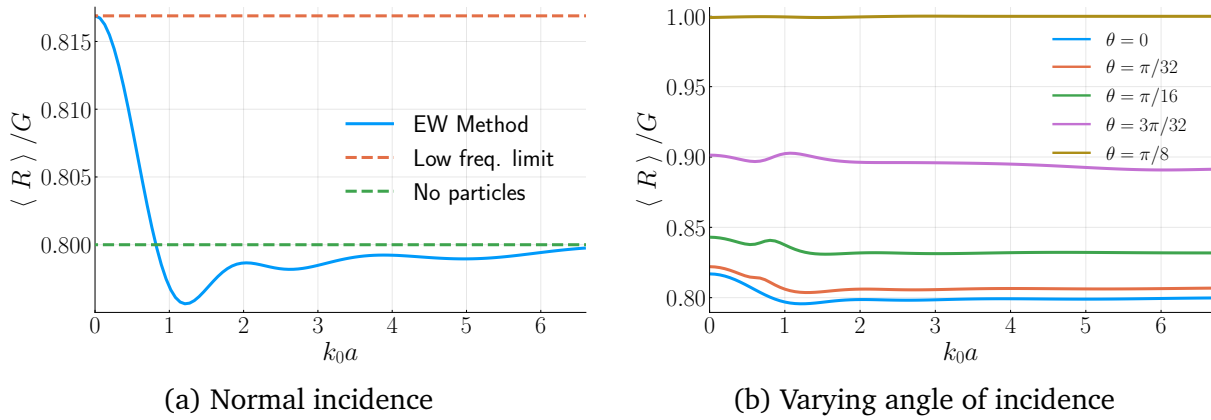 0.815
0.810
0.805
0.800
⟨ R ⟩ /G
EW Method
Low freq. limit
No particles
0 1 2 3 4 5 6
k₀a
(a) Normal incidence
1.00
0.95
0.90
0.85
0.80
⟨ R ⟩ /G
θ = 0
θ = π/32
θ = π/16
θ = 3π/32
θ = π/8
0 1 2 3 4 5 6
k₀a
(b) Varying angle of incidence